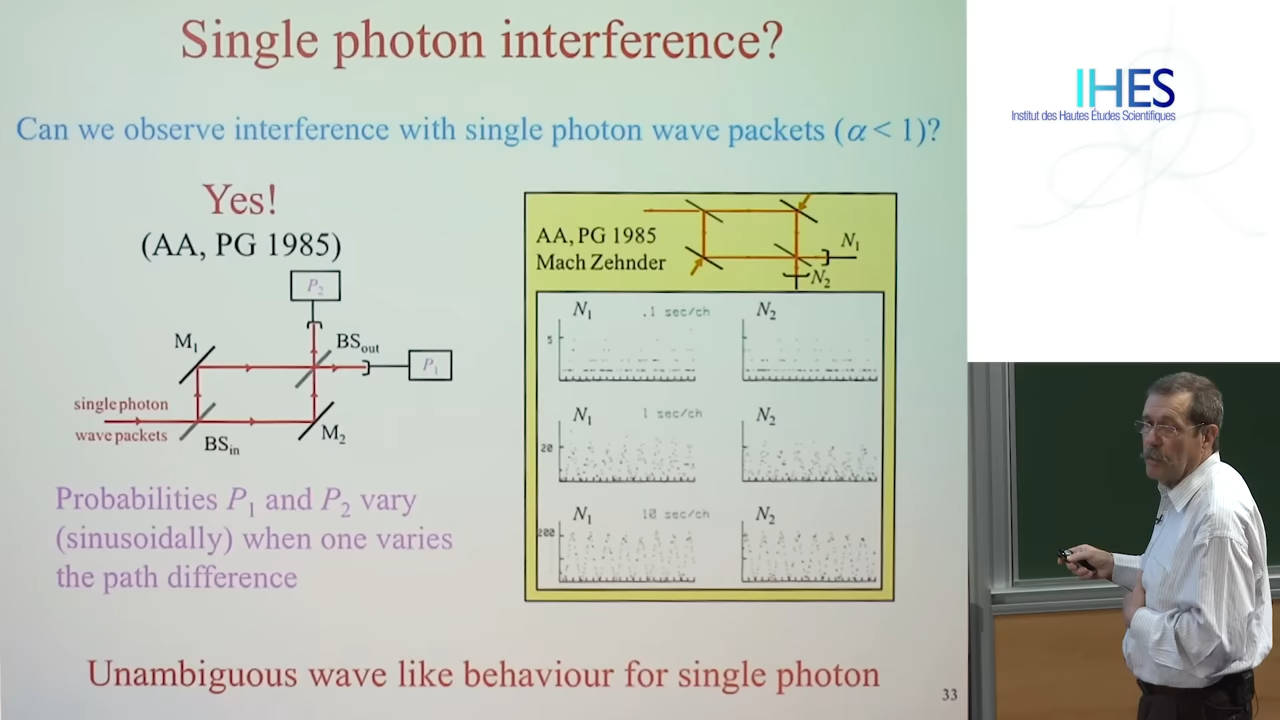 Single photon interference?
Can we observe interference with single photon wave packets (α < 1)?
Yes!
(AA, PG 1985)
P2
M1
BSout
P1
single photon
wave packets
BSin
M2
Probabilities P1 and P2 vary
(sinusoidally) when one varies
the path difference
AA, PG 1985
Mach Zehnder
N1
N2
N1 .1 sec/ch N2
5
N1 1 sec/ch N2
20
N1 10 sec/ch N2
200
Unambiguous wave like behaviour for single photon
33
IHES
Institut des Hautes Études Scientifiques